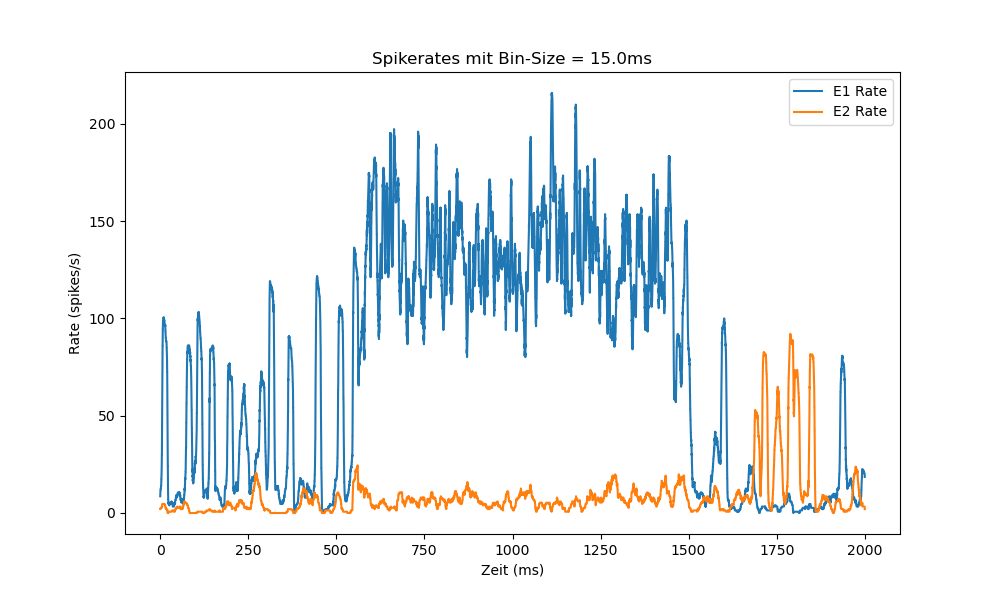 Spikerates mit Bin-Size = 15.0ms
E1 Rate
E2 Rate
200
150
100
50
0
Rate (spikes/s)
0 250 500 750 1000 1250 1500 1750 2000
Zeit (ms)